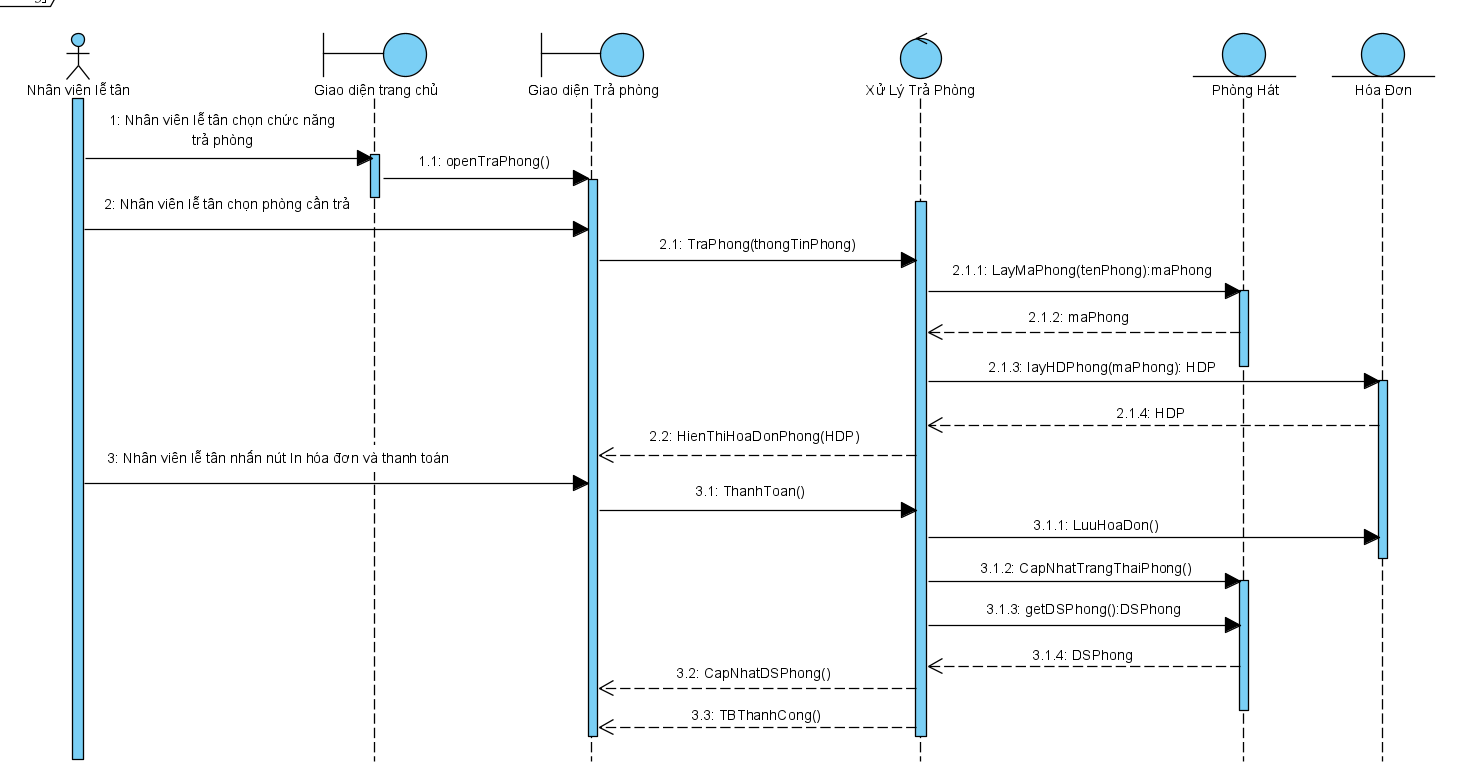 Nhân viên lễ tân
Giao diện trang chủ
Giao diện Trả phòng
Xử Lý Trả Phòng
Phòng Hát
Hóa Đơn
1: Nhân viên lễ tân chọn chức năng
trả phòng
1.1: openTraPhong()
2: Nhân viên lễ tân chọn phòng cần trả
2.1: TraPhong(thongTinPhong)
2.1.1: LayMaPhong(tenPhong):maPhong
2.1.2: maPhong
2.1.3: layHDPhong(maPhong): HDP
2.1.4: HDP
2.2: HienThiHoaDonPhong(HDP)
3: Nhân viên lễ tân nhấn nút In hóa đơn và thanh toán
3.1: ThanhToan()
3.1.1: LuuHoaDon()
3.1.2: CapNhatTrangThaiPhong()
3.1.3: getDSPhong():DSPhong
3.1.4: DSPhong
3.2: CapNhatDSPhong()
3.3: TBThanhCong()